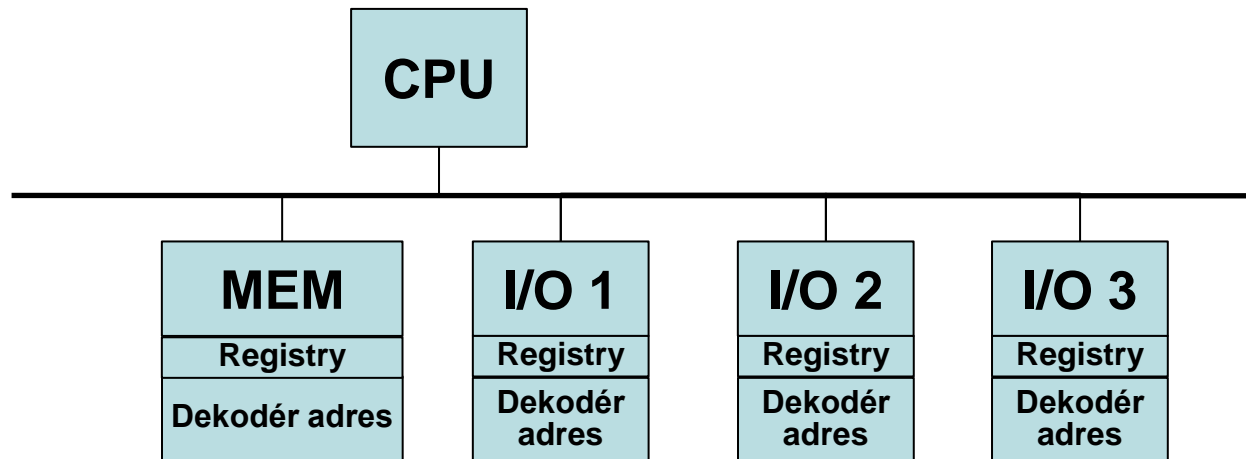 CPU
MEM
I/O 1
I/O 2
I/O 3
Registry
Registry
Registry
Registry
Dekodér adres
Dekodér
adres
Dekodér
adres
Dekodér
adres